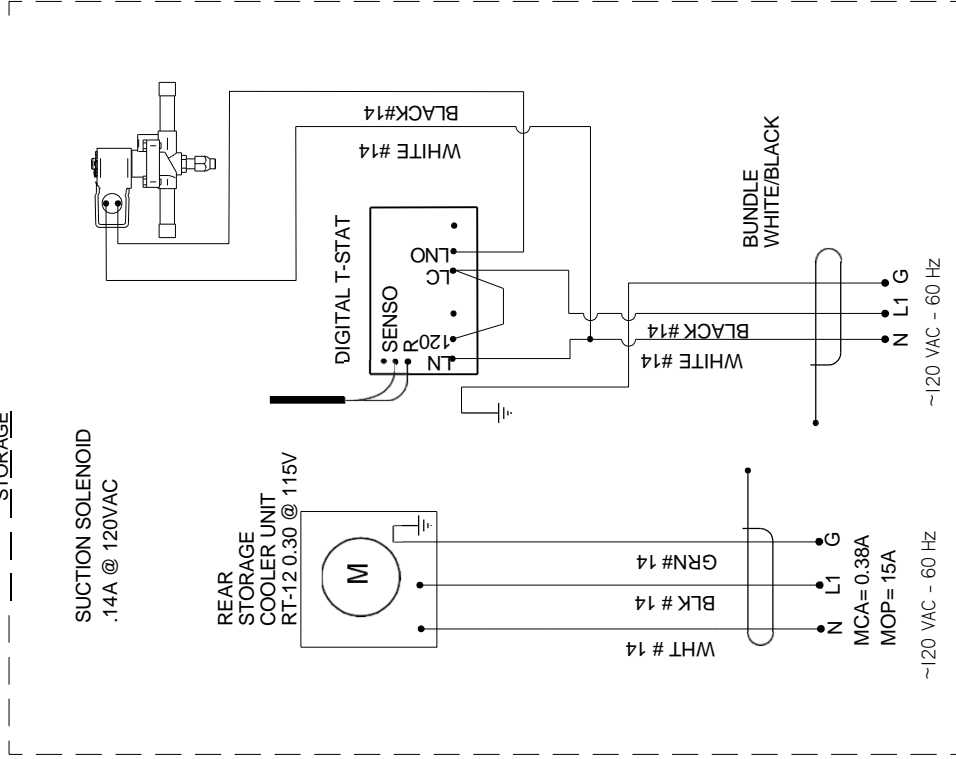 STORAGE
SUCTION SOLENOID
.14A @ 120VAC
BLACK#14
WHITE #14
DIGITAL T-STAT
SENSO
R
LNO
LC
120
LN
BUNDLE
WHITE/BLACK
BLACK #14
WHITE #14
G
L1
N
~120 VAC - 60 Hz
REAR
STORAGE
COOLER UNIT
RT-12 0.30 @ 115V
M
GRN# 14
BLK # 14
WHT # 14
G
L1
N
MCA= 0.38A
MOP= 15A
~120 VAC - 60 Hz